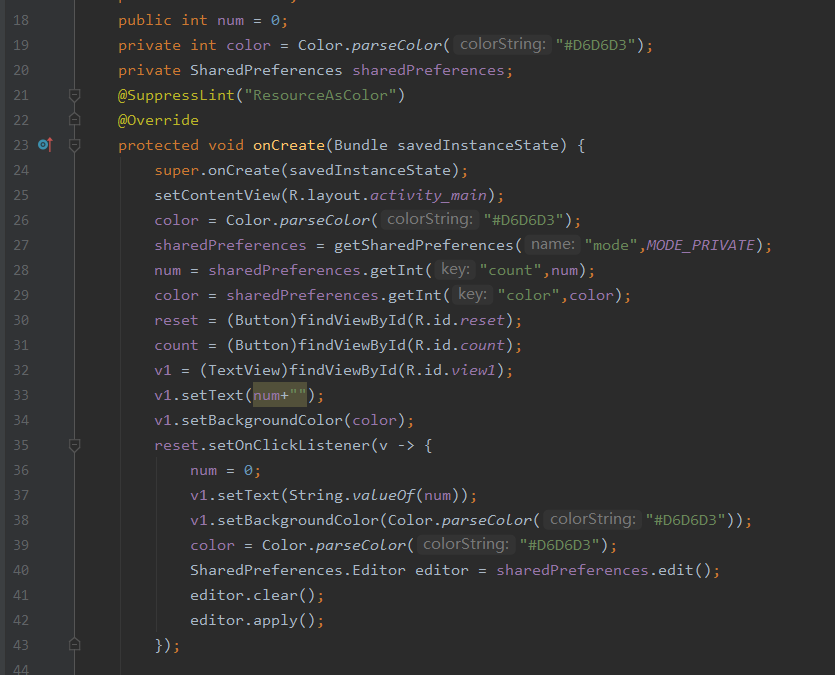 18 public int num = 0;
19 private int color = Color.parseColor( colorString: "#D6D6D3");
20 private SharedPreferences sharedPreferences;
21 @SuppressLint("ResourceAsColor")
22 @Override
23 protected void onCreate(Bundle savedInstanceState) {
24 super.onCreate(savedInstanceState);
25 setContentView(R.layout.activity_main);
26 color = Color.parseColor( colorString: "#D6D6D3");
27 sharedPreferences = getSharedPreferences( name: "mode",MODE_PRIVATE);
28 num = sharedPreferences.getInt( key: "count",num);
29 color = sharedPreferences.getInt( key: "color",color);
30 reset = (Button)findViewById(R.id.reset);
31 count = (Button)findViewById(R.id.count);
32 v1 = (TextView)findViewById(R.id.view1);
33 v1.setText(num+"");
34 v1.setBackgroundColor(color);
35 reset.setOnClickListener(v -> {
36 num = 0;
37 v1.setText(String.valueOf(num));
38 v1.setBackgroundColor(Color.parseColor( colorString: "#D6D6D3"));
39 color = Color.parseColor( colorString: "#D6D6D3");
40 SharedPreferences.Editor editor = sharedPreferences.edit();
41 editor.clear();
42 editor.apply();
43 });
44